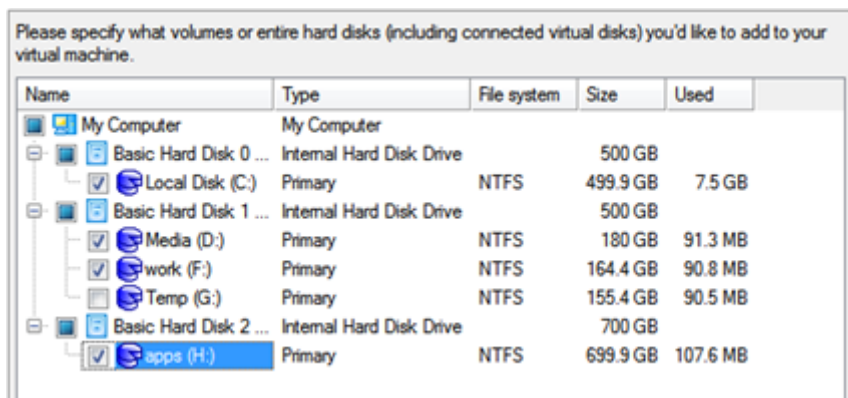 Please specify what volumes or entire hard disks (including connected virtual disks) you'd like to add to your
virtual machine.
Name Type File system Size Used
My Computer My Computer
Basic Hard Disk 0 ... Internal Hard Disk Drive 500 GB
Local Disk (C:) Primary NTFS 499.9 GB 7.5 GB
Basic Hard Disk 1 ... Internal Hard Disk Drive 500 GB
Media (D:) Primary NTFS 180 GB 91.3 MB
work (F:) Primary NTFS 164.4 GB 90.8 MB
Temp (G:) Primary NTFS 155.4 GB 90.5 MB
Basic Hard Disk 2 ... Internal Hard Disk Drive 700 GB
apps (H:) Primary NTFS 699.9 GB 107.6 MB